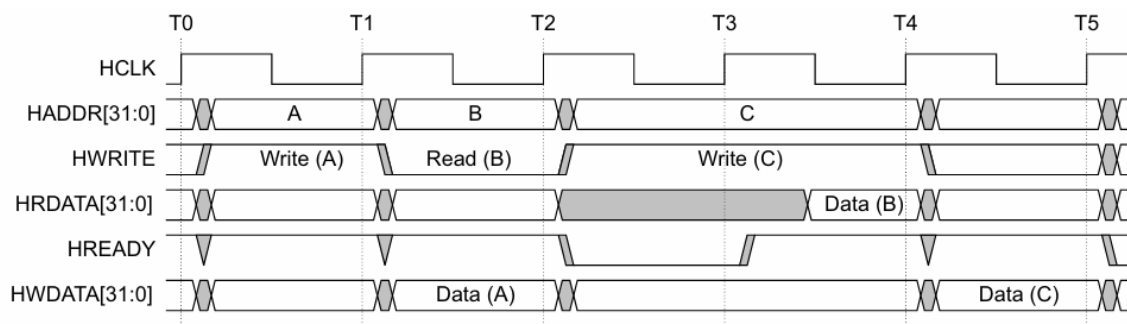 T0 T1 T2 T3 T4 T5
HCLK
HADDR[31:0] A B C
HWRITE Write (A) Read (B) Write (C)
HRDATA[31:0] Data (B)
HREADY
HWDATA[31:0] Data (A) Data (C)